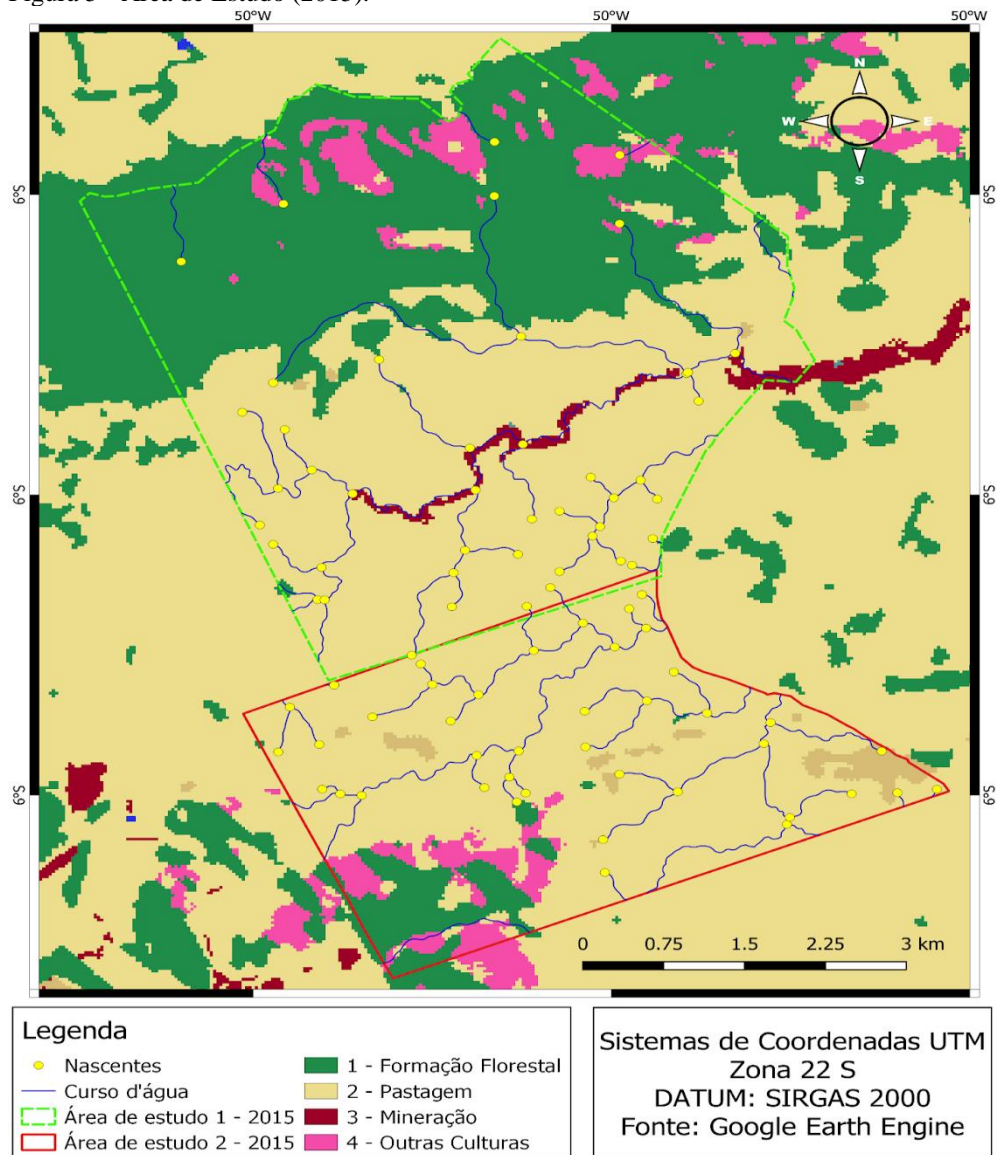 Figura 3 - Área de Estudo (2015).
50°W 50°W 50°W
N
W E
S
6°S 6°S
6°S 6°S
6°S 6°S
0 0.75 1.5 2.25 3 km
Legenda
Nascentes
Curso d'água
Área de estudo 1 - 2015
Área de estudo 2 - 2015
1 - Formação Florestal
2 - Pastagem
3 - Mineração
4 - Outras Culturas
Sistemas de Coordenadas UTM
Zona 22 S
DATUM: SIRGAS 2000
Fonte: Google Earth Engine